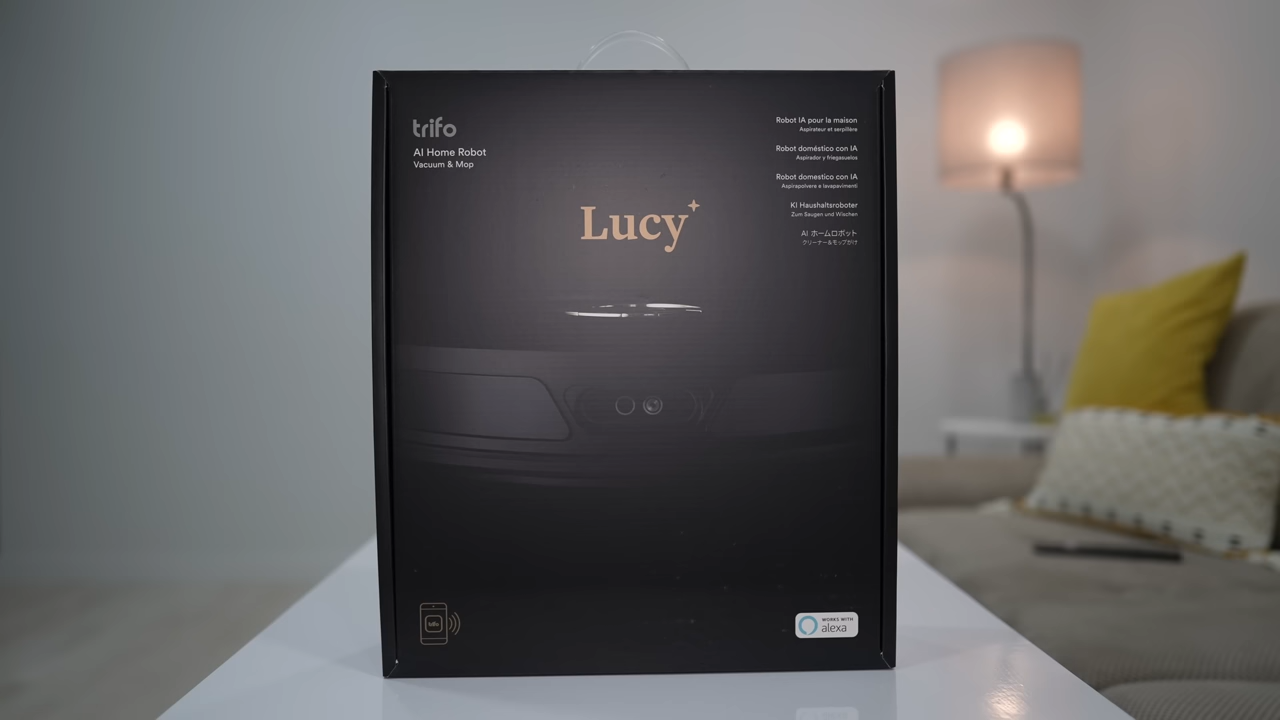 trifo
AI Home Robot
Vacuum & Mop
Robot IA pour la maison
Aspirateur et serpillère
Robot doméstico con IA
Aspirador y friegasuelos
Robot domestico con IA
Aspirapolvere e lavapavimenti
KI Haushaltsroboter
Zum Saugen und Wischen
AI ホームロボット
クリーナー&モップがけ
Lucy
trifo
WORKS WITH
alexa